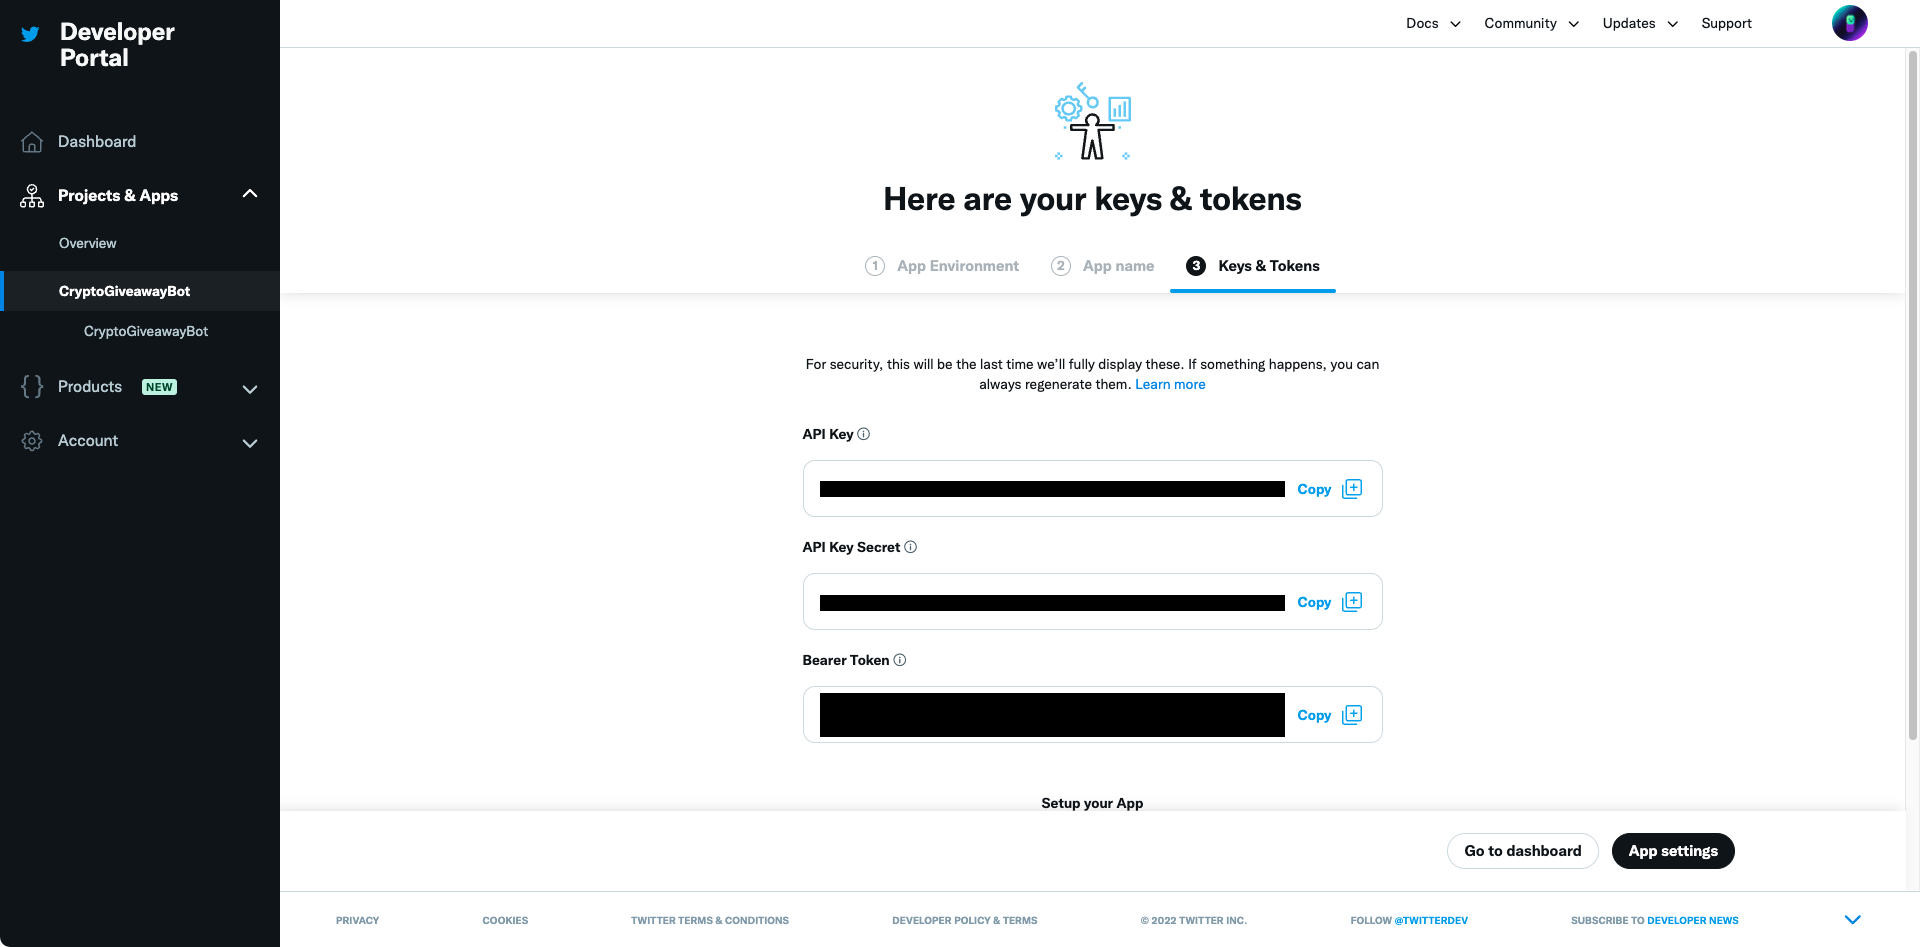 Developer
Portal
Docs
Community
Updates
Support
Dashboard
Projects & Apps
Overview
CryptoGiveawayBot
CryptoGiveawayBot
Products NEW
Account
Here are your keys & tokens
1 App Environment
2 App name
3 Keys & Tokens
For security, this will be the last time we’ll fully display these. If something happens, you can
always regenerate them. Learn more
API Key
Copy
API Key Secret
Copy
Bearer Token
Copy
Setup your App
Go to dashboard
App settings
PRIVACY
COOKIES
TWITTER TERMS & CONDITIONS
DEVELOPER POLICY & TERMS
© 2022 TWITTER INC.
FOLLOW @TWITTERDEV
SUBSCRIBE TO DEVELOPER NEWS